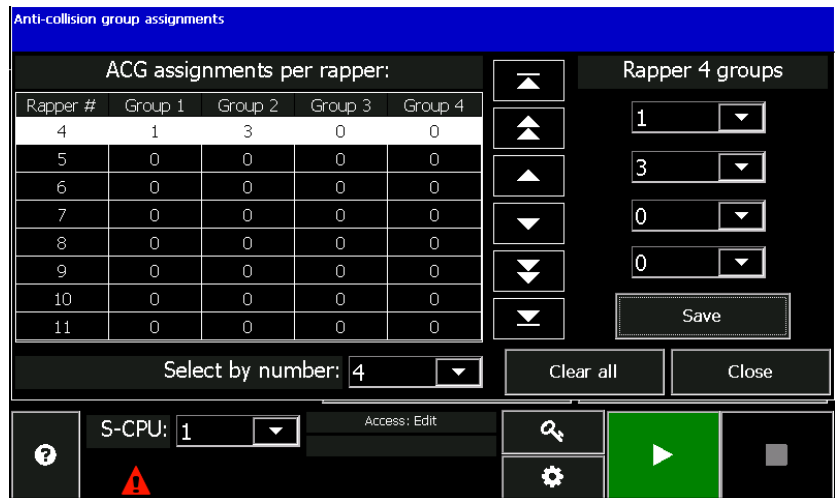 Anti-collision group assignments
ACG assignments per rapper:
Rapper # Group 1 Group 2 Group 3 Group 4
4 1 3 0 0
5 0 0 0 0
6 0 0 0 0
7 0 0 0 0
8 0 0 0 0
9 0 0 0 0
10 0 0 0 0
11 0 0 0 0
Rapper 4 groups
1
3
0
0
Save
Select by number: 4
Clear all
Close
S-CPU: 1
Access: Edit
?